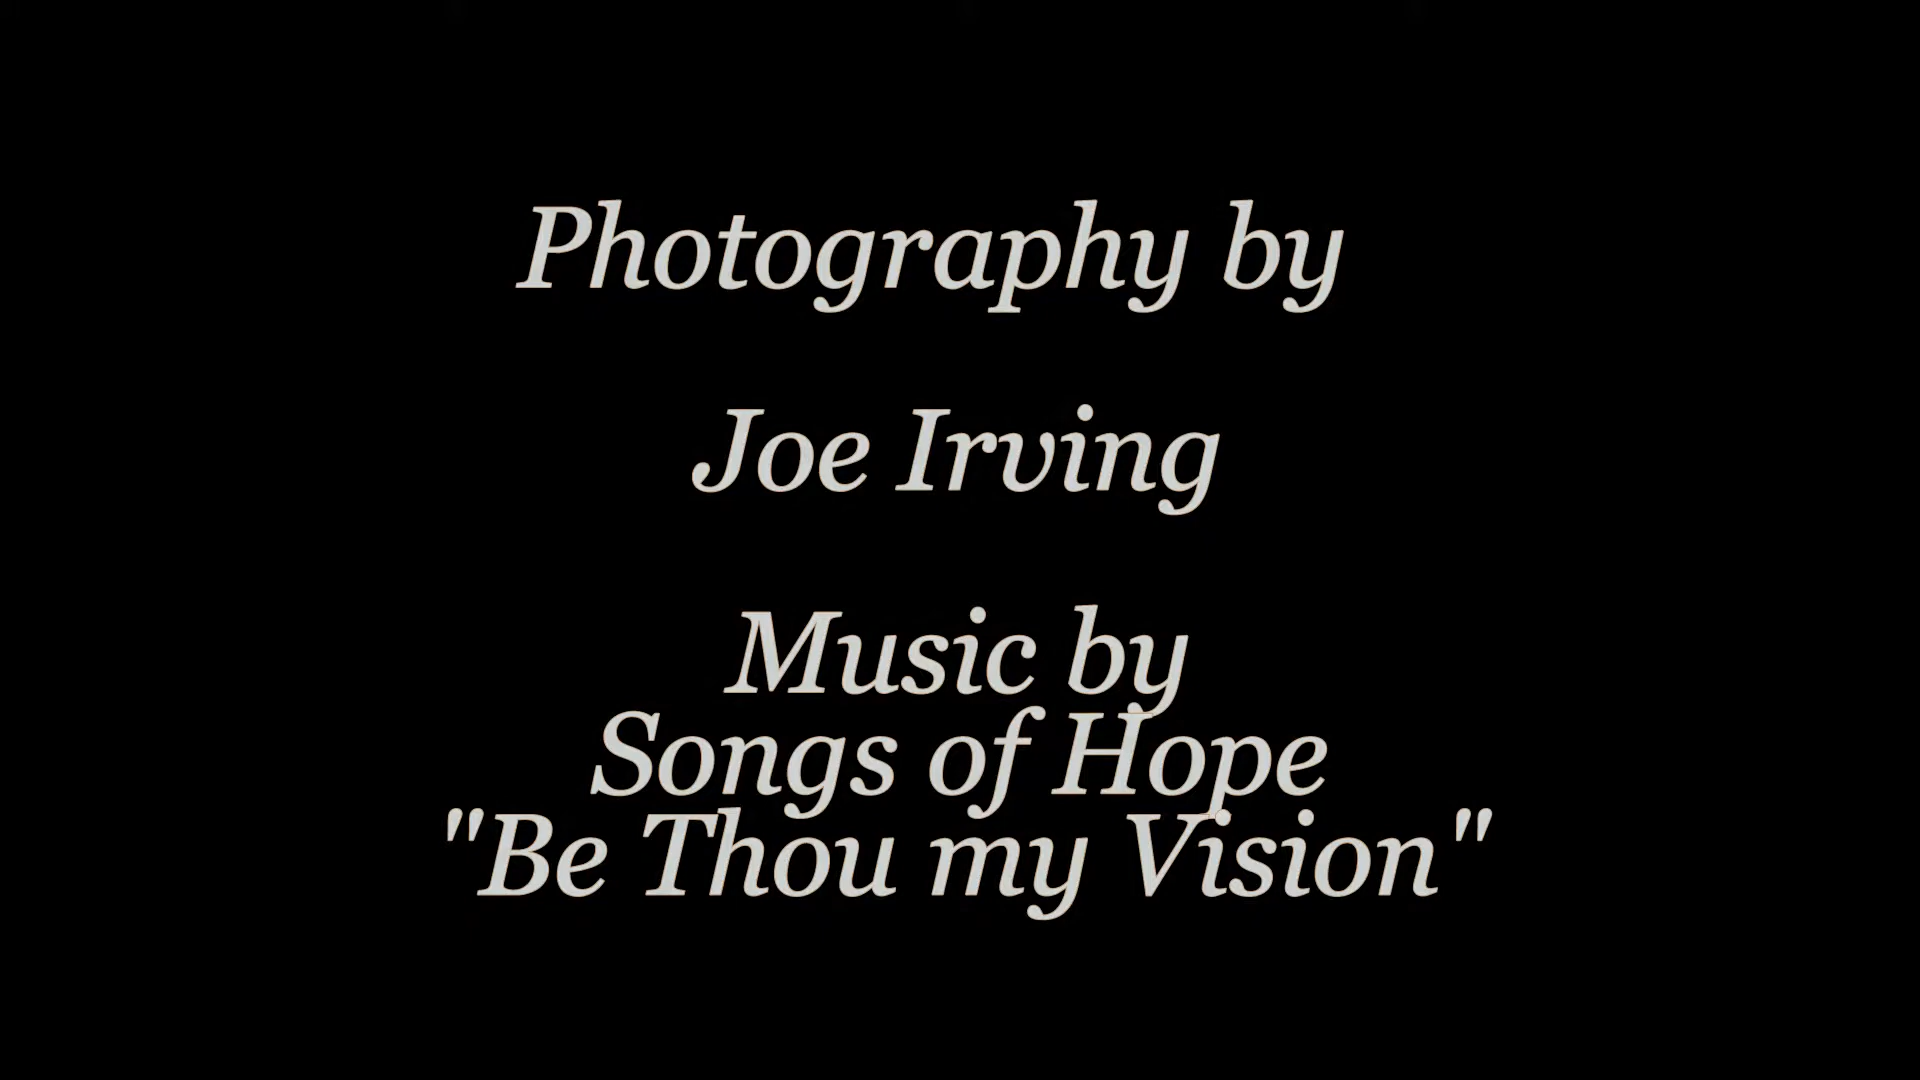 Photography by
Joe Irving
Music by
Songs of Hope
"Be Thou my Vision"